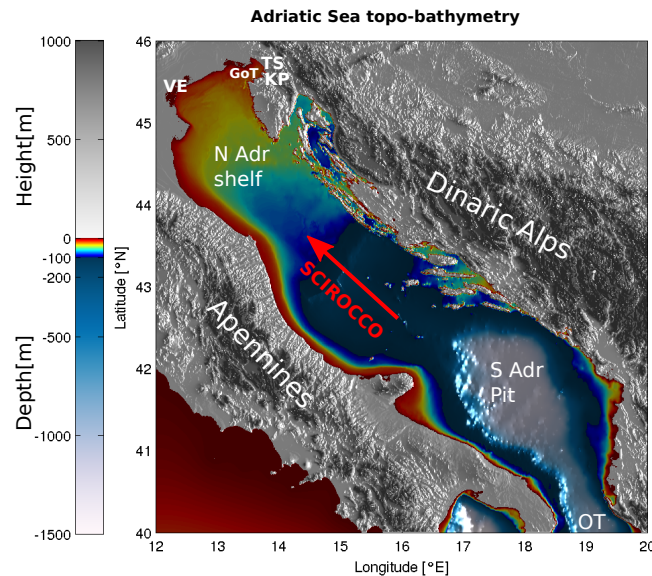 Adriatic Sea topo-bathymetry
Height[m]
Depth[m]
1000
500
0
-100
-500
-1000
-1500
Latitude [°N]
46
45
44
43
42
41
40
VE
GoT
TS
KP
N Adr
shelf
Dinaric Alps
SCIROCCO
Apennines
S Adr
Pit
OT
12
13
14
15
16
17
18
19
20
Longitude [°E]